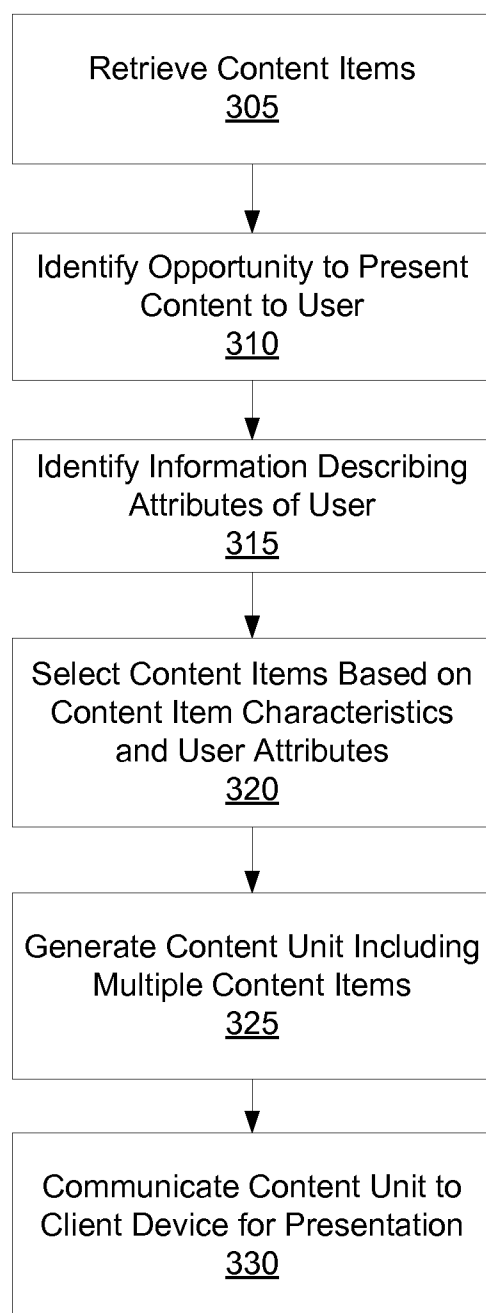 Retrieve Content Items
305
Identify Opportunity to Present
Content to User
310
Identify Information Describing
Attributes of User
315
Select Content Items Based on
Content Item Characteristics
and User Attributes
320
Generate Content Unit Including
Multiple Content Items
325
Communicate Content Unit to
Client Device for Presentation
330